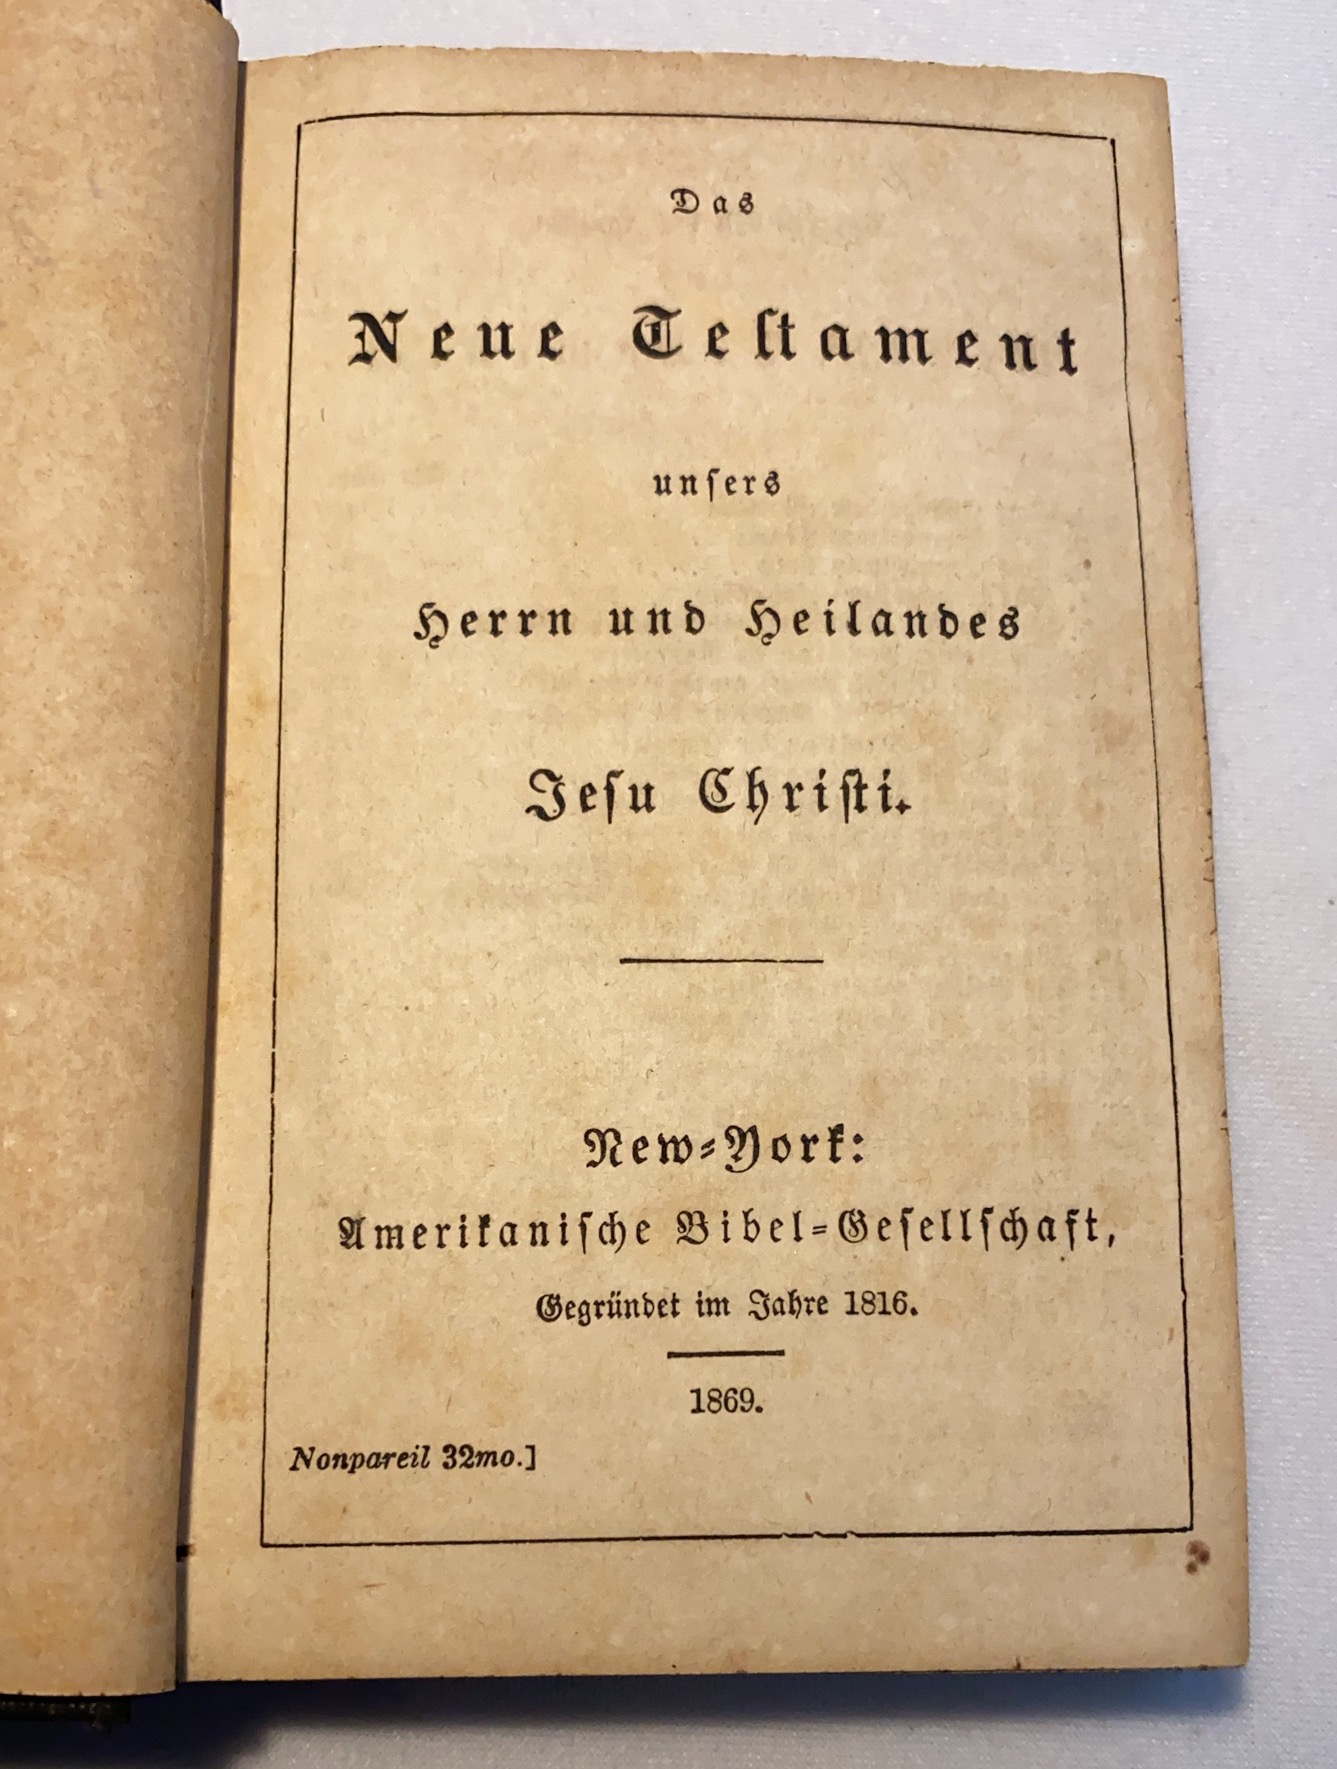 Das
Neue Teſtament
unſers
Herrn und Heilandes
Jeſu Chriſti.
New-York:
Amerikaniſche Bibel-Geſellſchaft,
Gegründet im Jahre 1816.
1869.
Nonpareil 32mo.]